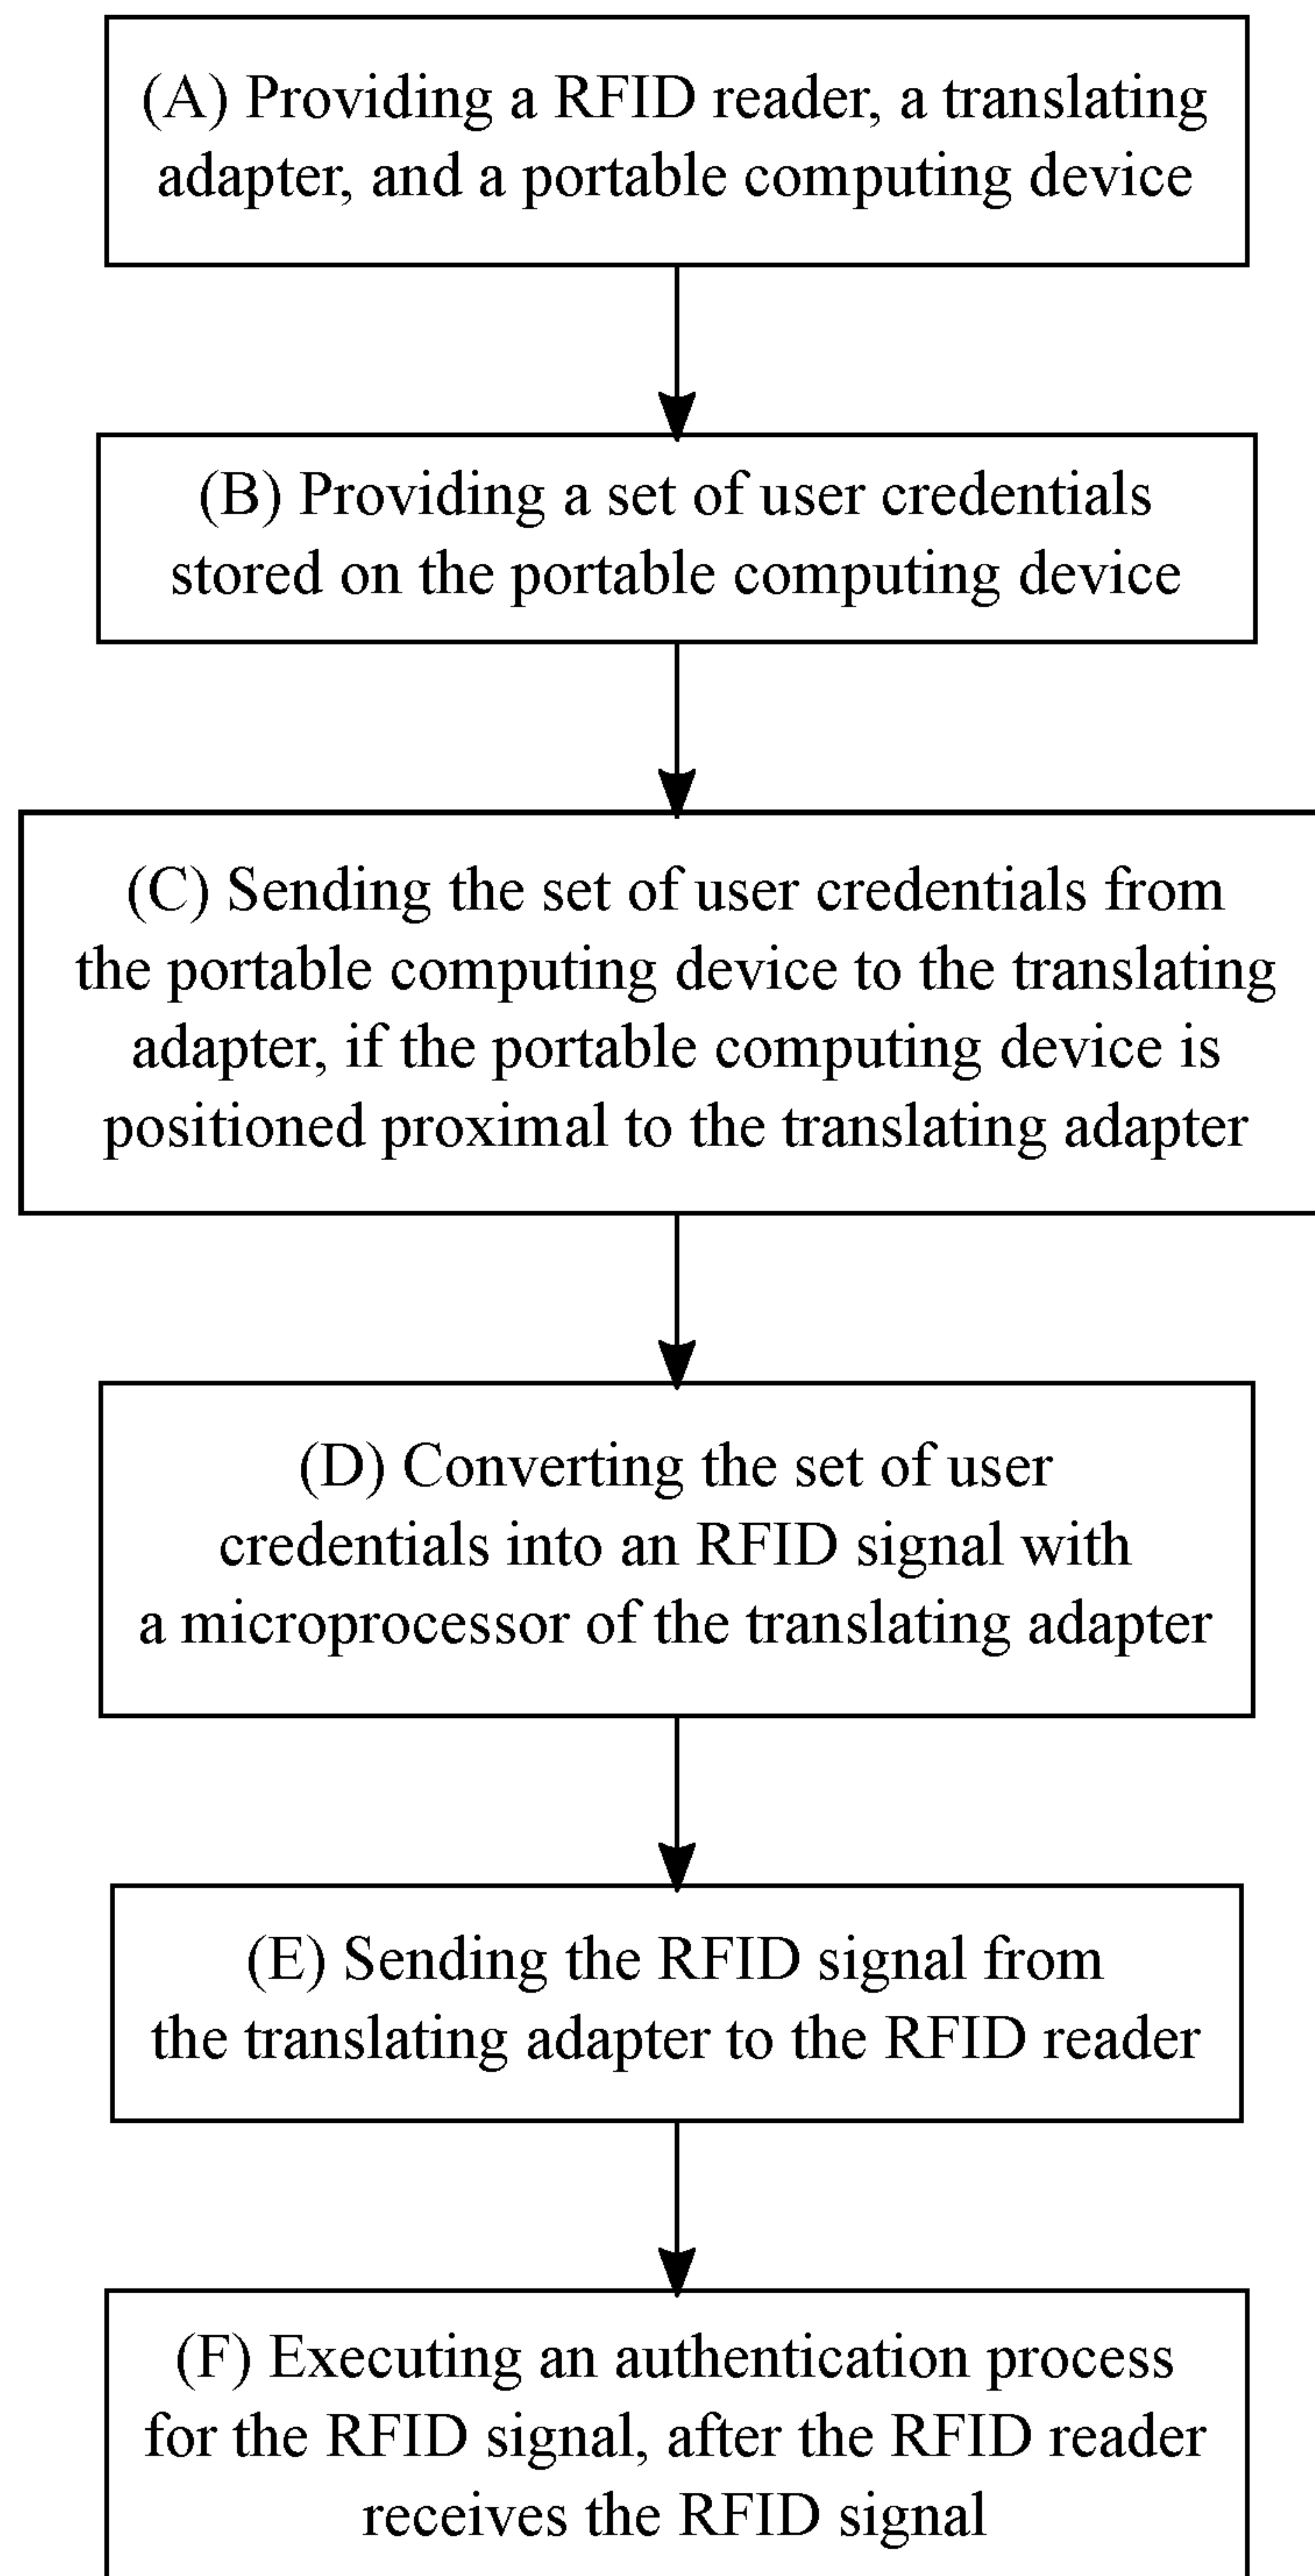 (A) Providing a RFID reader, a translating
adapter, and a portable computing device
(B) Providing a set of user credentials
stored on the portable computing device
(C) Sending the set of user credentials from
the portable computing device to the translating
adapter, if the portable computing device is
positioned proximal to the translating adapter
(D) Converting the set of user
credentials into an RFID signal with
a microprocessor of the translating adapter
(E) Sending the RFID signal from
the translating adapter to the RFID reader
(F) Executing an authentication process
for the RFID signal, after the RFID reader
receives the RFID signal